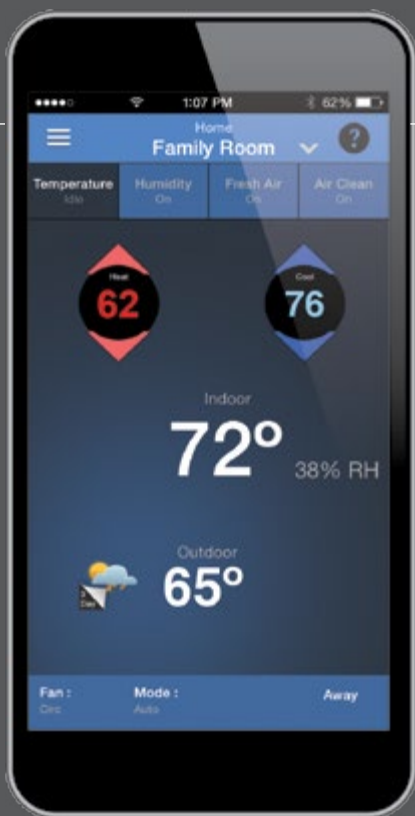 1:07 PM
62%
Home
Family Room
?
Temperature Humidity Fresh Air Air Clean
Idle On On On
Heat Cool
62 76
Indoor
72°
38% RH
Outdoor
65°
Day
Fan : Mode : Away
Circ Auto